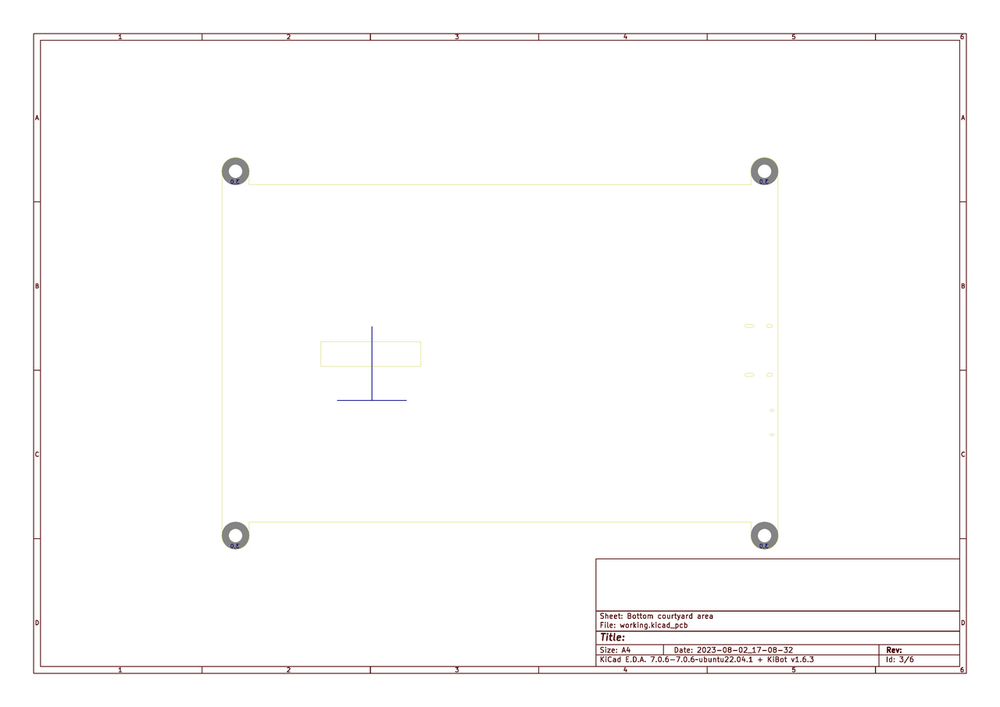 1 2 3 4 5 6
A A
B B
C C
D D
Sheet: Bottom courtyard area
File: working.kicad_pcb
Title:
Size: A4 Date: 2023-08-02_17-08-32 Rev:
KiCad E.D.A. 7.0.6-7.0.6~ubuntu22.04.1 + KiBot v1.6.3 Id: 3/6
1 2 3 4 5 6